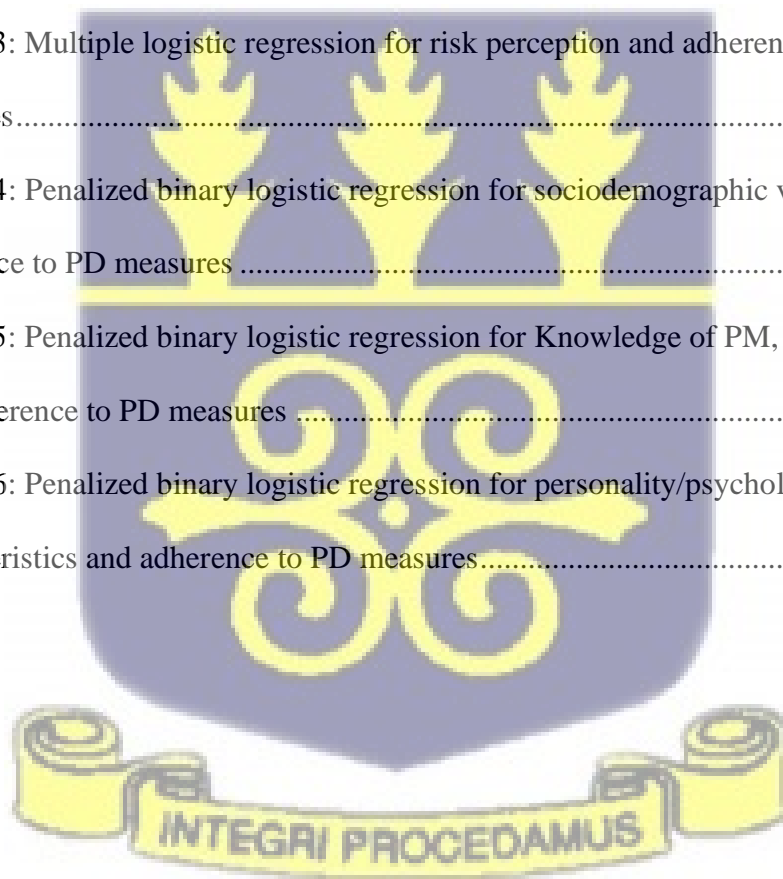 3: Multiple logistic regression for risk perception and adheren
s................................................................................................
4: Penalized binary logistic regression for sociodemographic v
ce to PD measures ....................................................................
5: Penalized binary logistic regression for Knowledge of PM,
erence to PD measures .............................................................
6: Penalized binary logistic regression for personality/psychol
eristics and adherence to PD measures......................................
INTEGRI PROCEDAMUS